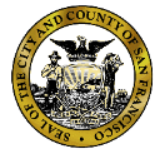 SEAL OF THE CITY AND COUNTY OF SAN FRANCISCO